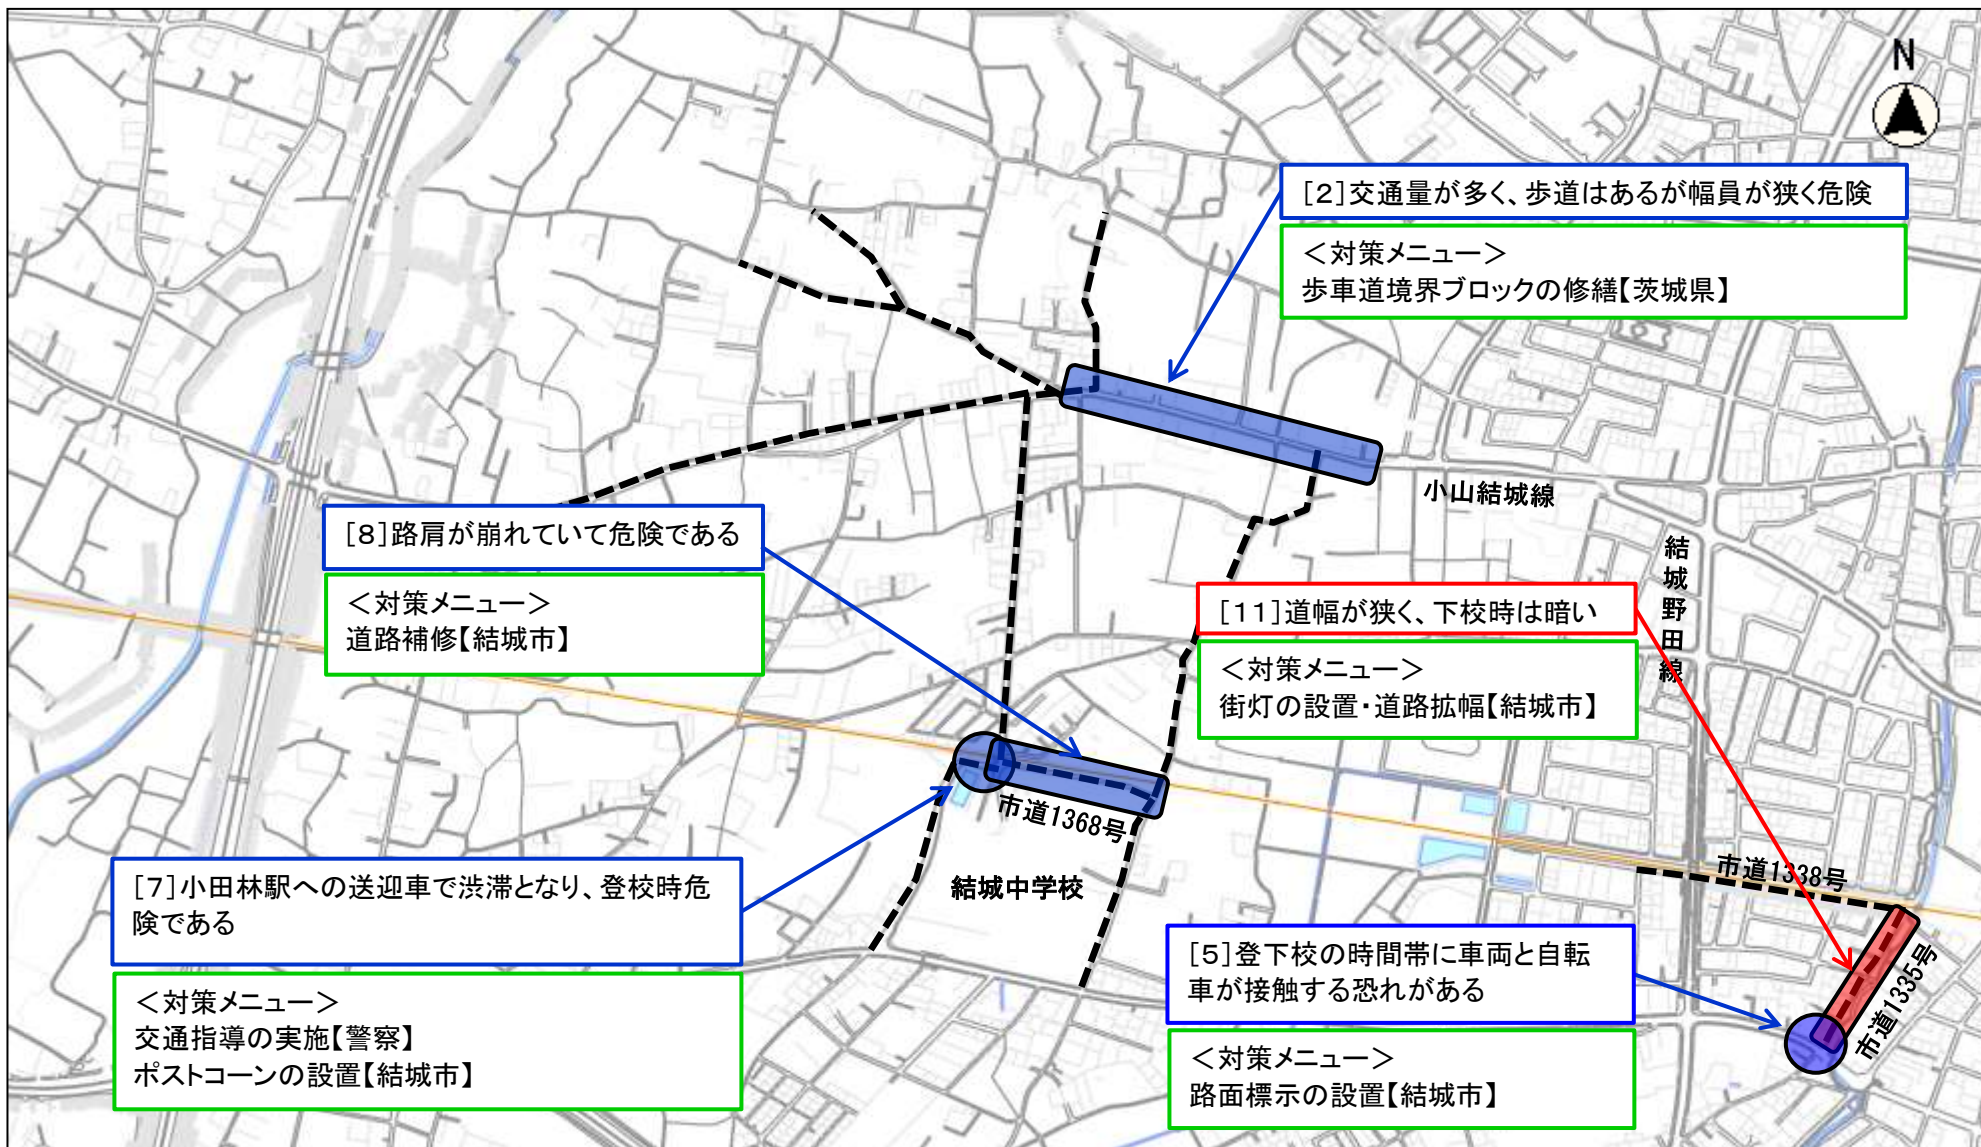 N
[2]交通量が多く、歩道はあるが幅員が狭く危険
＜対策メニュー＞
歩車道境界ブロックの修繕【茨城県】
小山結城線
[8]路肩が崩れていて危険である
＜対策メニュー＞
道路補修【結城市】
結城野田線
[11]道幅が狭く、下校時は暗い
＜対策メニュー＞
街灯の設置・道路拡幅【結城市】
市道1368号
結城中学校
市道1338号
[7]小田林駅への送迎車で渋滞となり、登校時危
険である
＜対策メニュー＞
交通指導の実施【警察】
ポストコーンの設置【結城市】
[5]登下校の時間帯に車両と自転
車が接触する恐れがある
＜対策メニュー＞
路面標示の設置【結城市】
市道1335号